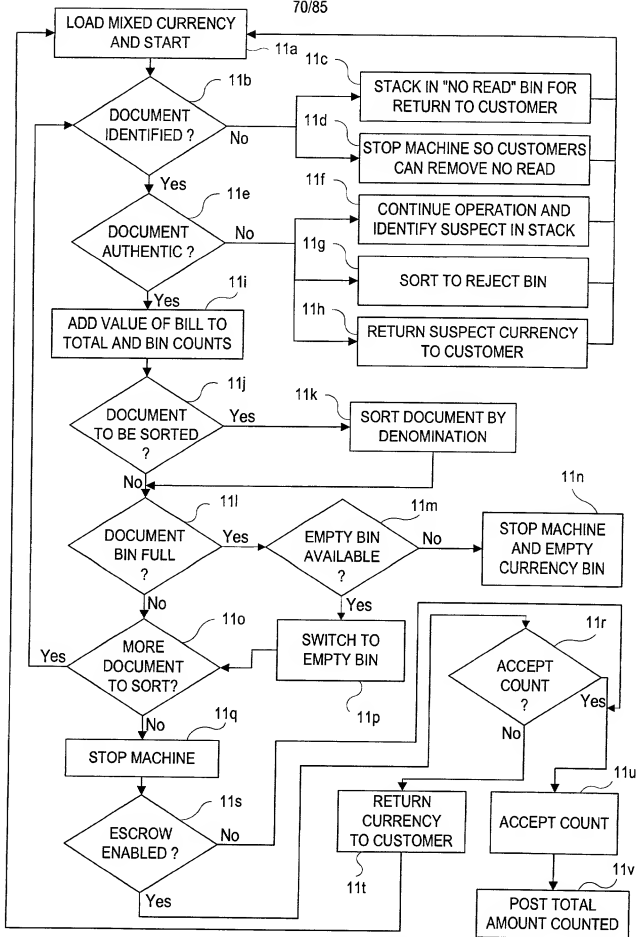 70/85
LOAD MIXED CURRENCY
AND START
11a
11b
DOCUMENT
IDENTIFIED ?
No
Yes
11c
STACK IN "NO READ" BIN FOR
RETURN TO CUSTOMER
11d
STOP MACHINE SO CUSTOMERS
CAN REMOVE NO READ
11e
DOCUMENT
AUTHENTIC ?
No
Yes
11f
CONTINUE OPERATION AND
IDENTIFY SUSPECT IN STACK
11g
SORT TO REJECT BIN
11h
RETURN SUSPECT CURRENCY
TO CUSTOMER
11i
ADD VALUE OF BILL TO
TOTAL AND BIN COUNTS
11j
DOCUMENT
TO BE SORTED
?
Yes
No
11k
SORT DOCUMENT BY
DENOMINATION
11l
DOCUMENT
BIN FULL
?
Yes
No
11m
EMPTY BIN
AVAILABLE
?
No
Yes
11n
STOP MACHINE
AND EMPTY
CURRENCY BIN
11o
MORE
DOCUMENT
TO SORT?
Yes
No
SWITCH TO
EMPTY BIN
11p
11r
ACCEPT
COUNT
?
Yes
No
11q
STOP MACHINE
11s
ESCROW
ENABLED ?
No
Yes
RETURN
CURRENCY
TO CUSTOMER
11t
11u
ACCEPT COUNT
11v
POST TOTAL
AMOUNT COUNTED